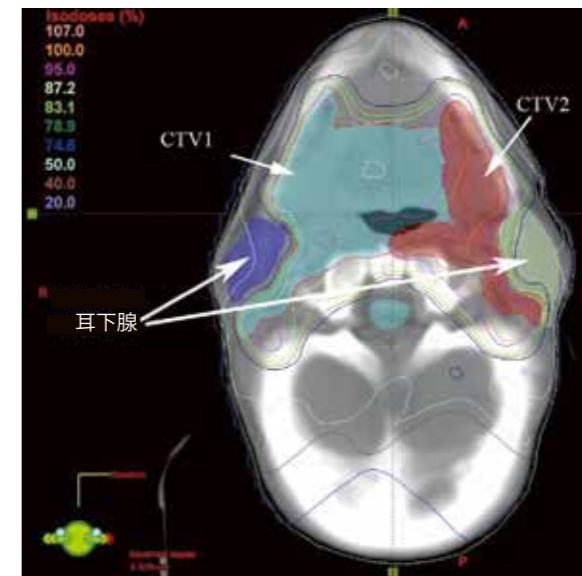 Isodoses (%)
107.0
100.0
95.0
87.2
83.1
78.9
74.6
50.0
40.0
20.0
A
CTV1
CTV2
R
耳下腺
P